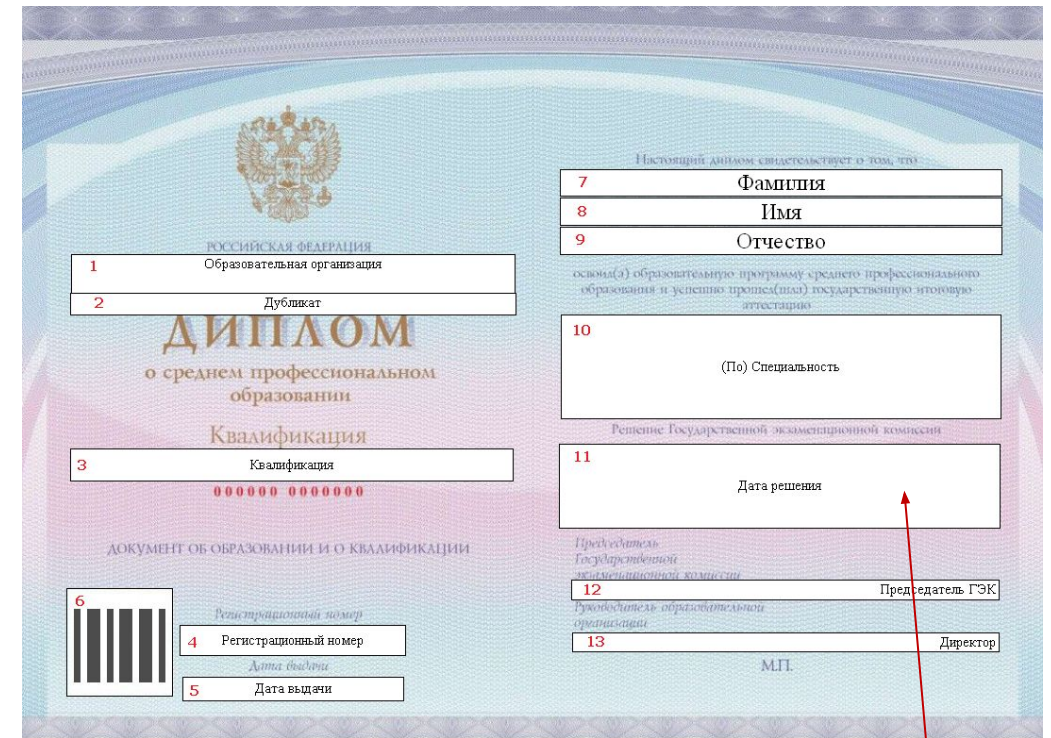 РОССИЙСКАЯ ФЕДЕРАЦИЯ
1 Образовательная организация
2 Дубликат
ДИПЛОМ
о среднем профессиональном
образовании
Квалификация
3 Квалификация
000000 0000000
ДОКУМЕНТ ОБ ОБРАЗОВАНИИ И О КВАЛИФИКАЦИИ
6
Регистрационный номер
4 Регистрационный номер
Дата выдачи
5 Дата выдачи
Настоящий диплом свидетельствует о том, что
7 Фамилия
8 Имя
9 Отчество
освоил(а) образовательную программу среднего профессионального
образования и успешно прошел(шла) государственную итоговую
аттестацию
10
(По) Специальность
Решение Государственной экзаменационной комиссии
11
Дата решения
Председатель
Государственной
экзаменационной комиссии
12 Председатель ГЭК
Руководитель образовательной
организации
13 Директор
М.П.